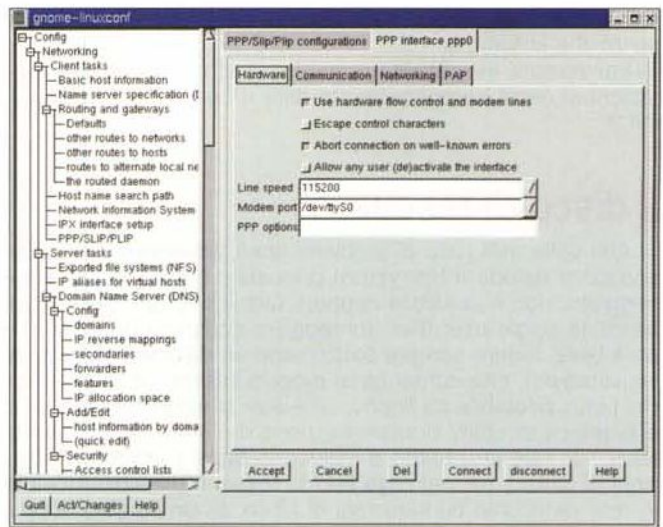 gnome-linuxconf
Config
Networking
Client tasks
Basic host information
Name server specification (D
Routing and gateways
Defaults
other routes to networks
other routes to hosts
routes to alternate local ne
the routed daemon
Host name search path
Network Information System
IPX interface setup
PPP/SLIP/PLIP
Server tasks
Exported file systems (NFS)
IP aliases for virtual hosts
Domain Name Server (DNS)
Config
domains
IP reverse mappings
secondaries
forwarders
features
IP allocation space
Add/Edit
host information by doma
(quick edit)
Security
Access control lists
PPP/Slip/Plip configurations
PPP interface ppp0
Hardware
Communication
Networking
PAP
Use hardware flow control and modem lines
Escape control characters
Abort connection on well-known errors
Allow any user (de)activate the interface
Line speed 115200
Modem port /dev/ttyS0
PPP options
Accept
Cancel
Del
Connect
disconnect
Help
Quit
Act/Changes
Help